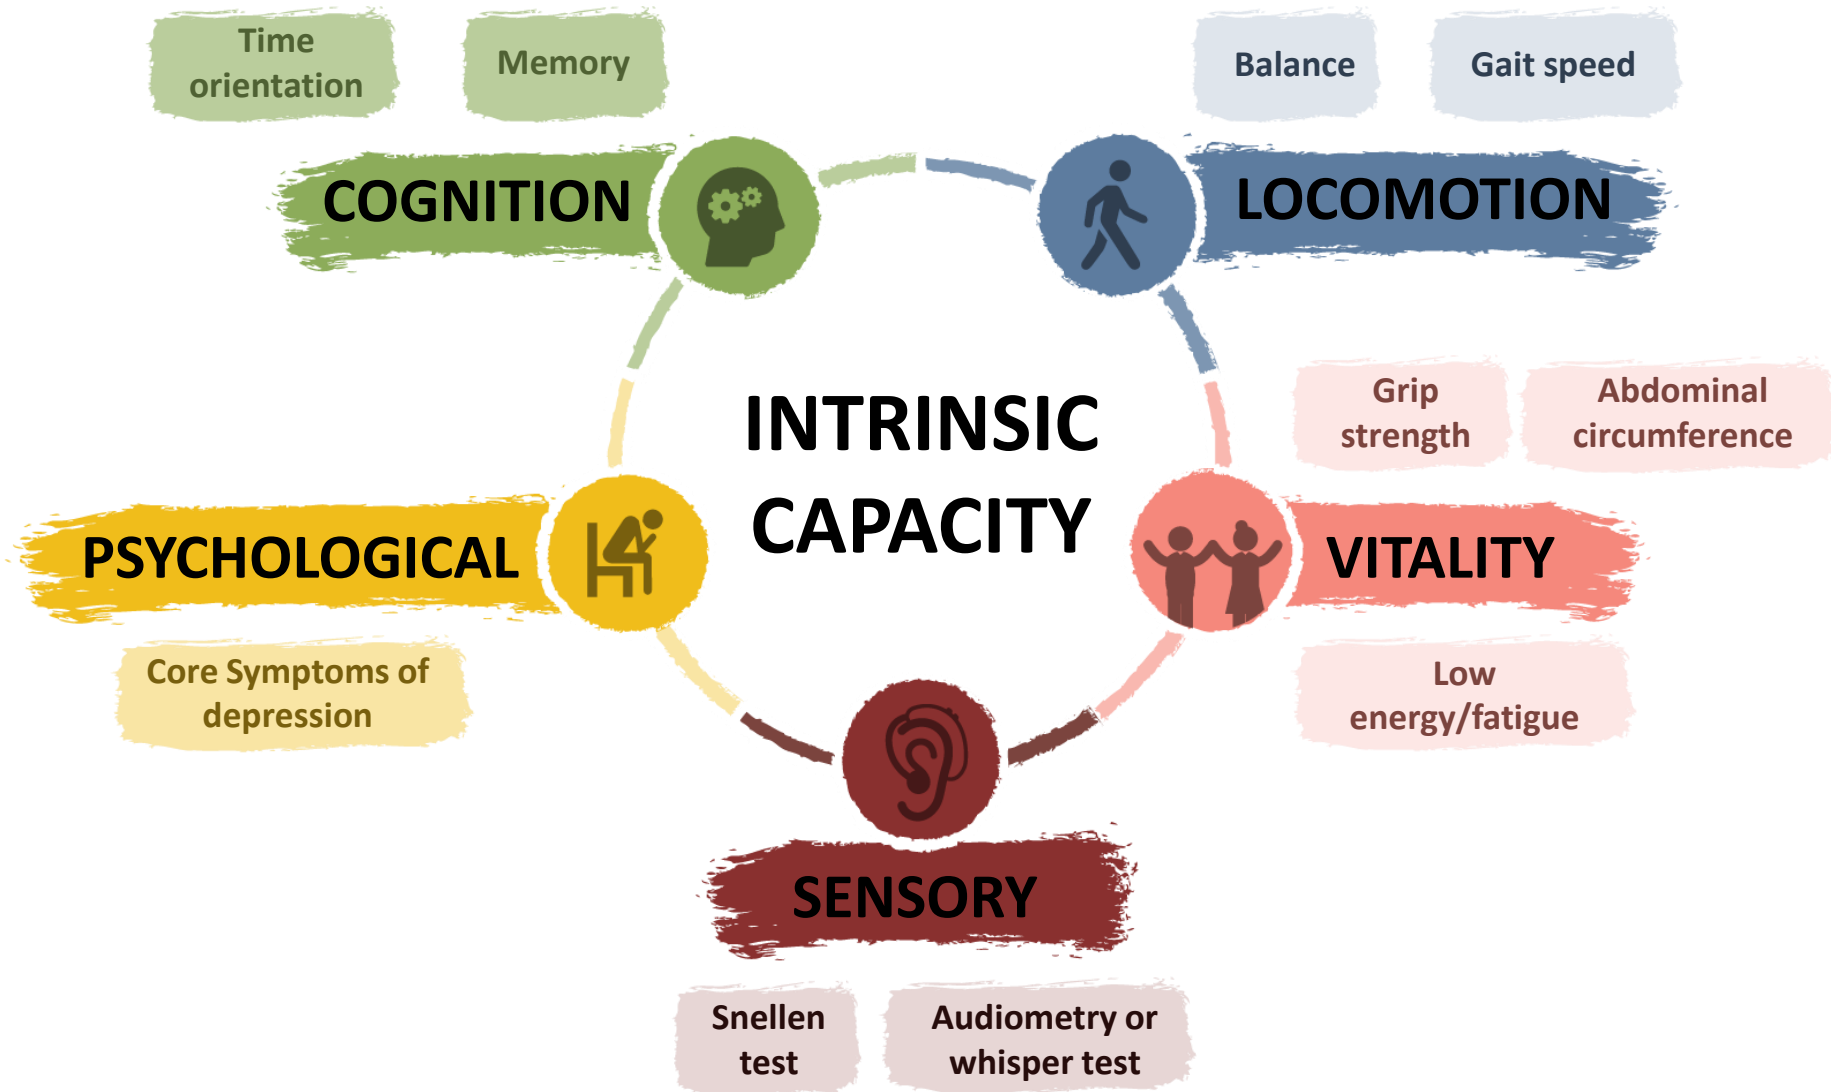 Time
orientation
Memory
COGNITION
Balance
Gait speed
LOCOMOTION
INTRINSIC
CAPACITY
Grip
strength
Abdominal
circumference
VITALITY
Low
energy/fatigue
PSYCHOLOGICAL
Core Symptoms of
depression
SENSORY
Snellen
test
Audiometry or
whisper test